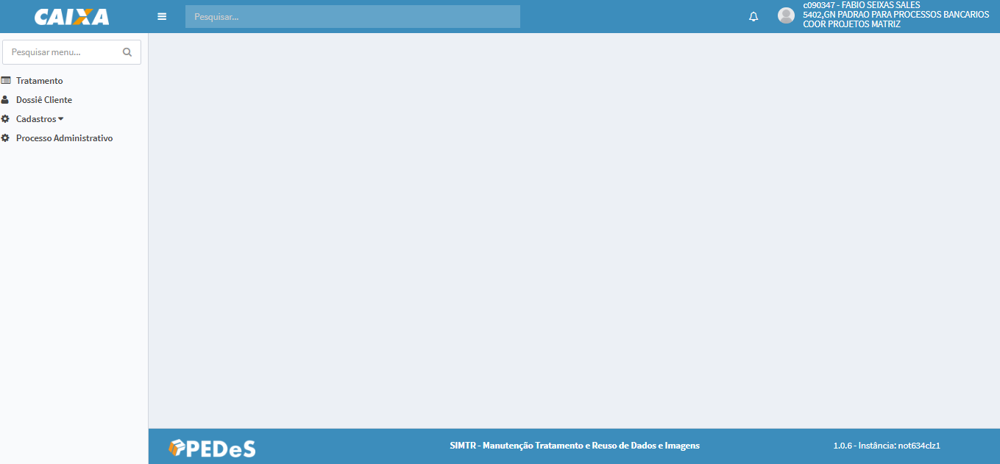 CAIXA
Pesquisar...
c090347 - FABIO SEIXAS SALES
5402,GN PADRAO PARA PROCESSOS BANCARIOS
COOR PROJETOS MATRIZ
Pesquisar menu...
Tratamento
Dossiê Cliente
Cadastros
Processo Administrativo
PEDeS
SIMTR - Manutenção Tratamento e Reuso de Dados e Imagens
1.0.6 - Instância: not634clz1